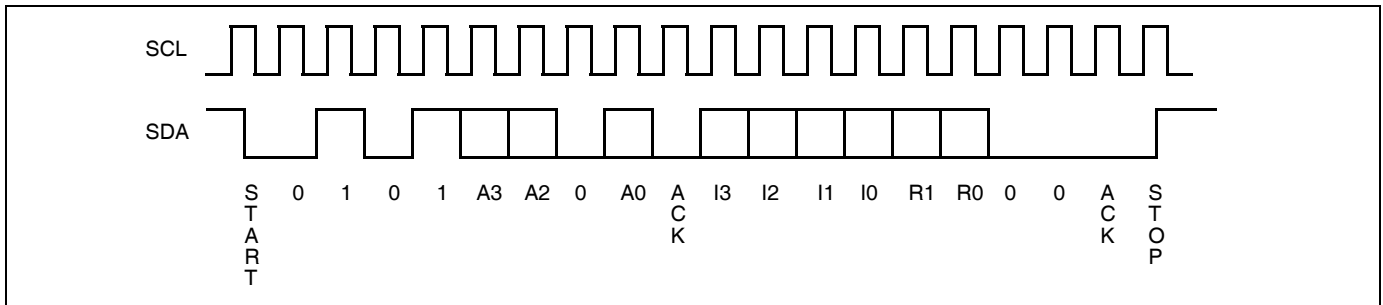 SCL
SDA
START 0 1 0 1 A3 A2 0 A0 ACK I3 I2 I1 I0 R1 R0 0 0 ACK STOP